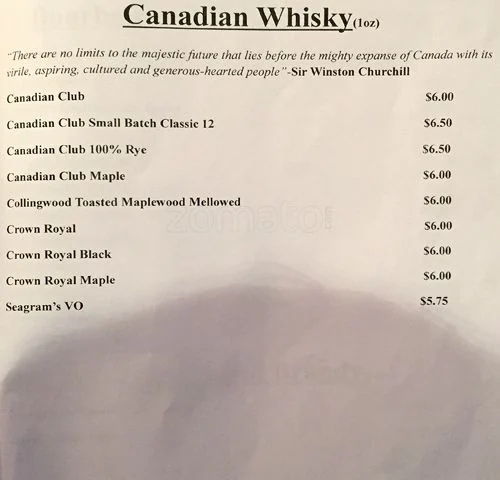 Canadian Whisky(1oz)
"There are no limits to the majestic future that lies before the mighty expanse of Canada with its
virile, aspiring, cultured and generous-hearted people"-Sir Winston Churchill
Canadian Club $6.00
Canadian Club Small Batch Classic 12 $6.50
Canadian Club 100% Rye $6.50
Canadian Club Maple $6.00
Collingwood Toasted Maplewood Mellowed $6.00
zomato
Crown Royal $6.00
Crown Royal Black $6.00
Crown Royal Maple $6.00
Seagram's VO $5.75